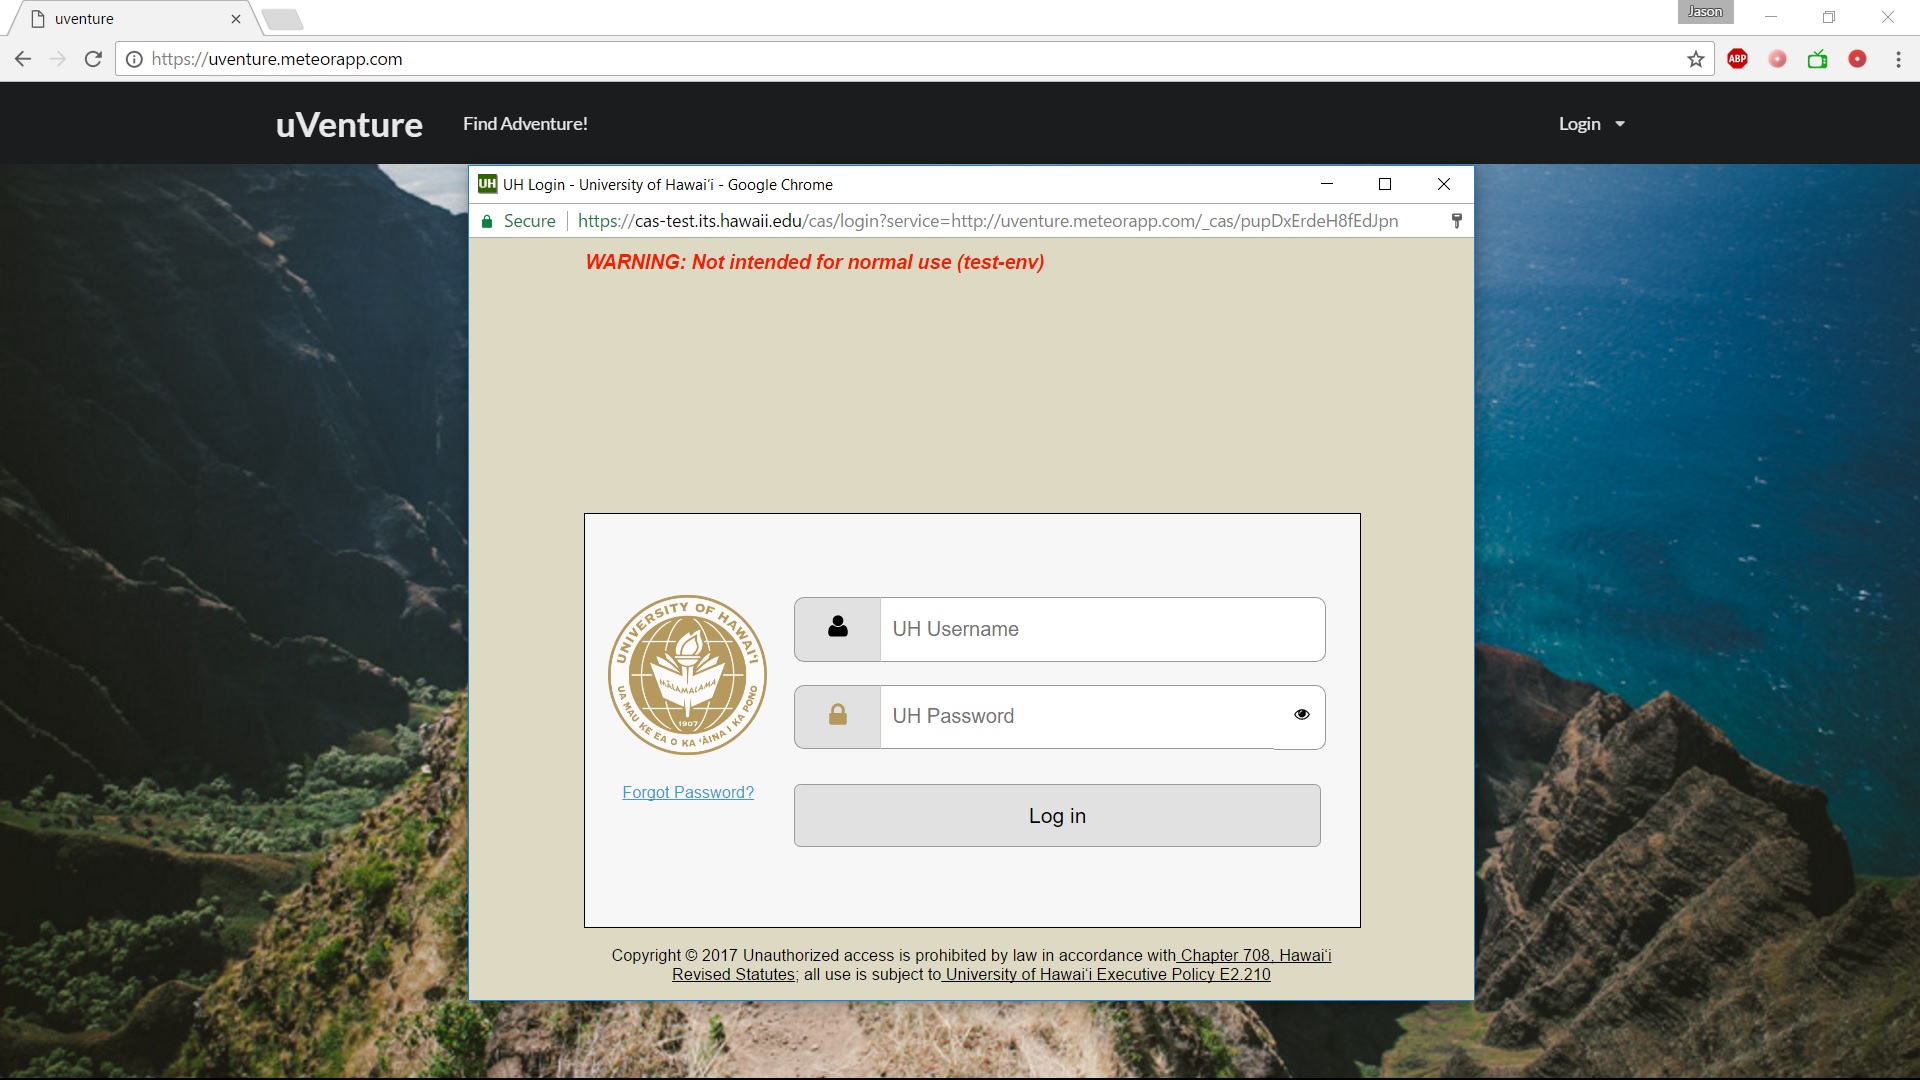 uventure
Jason
https://uventure.meteorapp.com
ABP
uVenture
Find Adventure!
Login
UH
UH Login - University of Hawaiʻi - Google Chrome
Secure
https://cas-test.its.hawaii.edu/cas/login?service=http://uventure.meteorapp.com/_cas/pupDxErdeH8fEdJpn
WARNING: Not intended for normal use (test-env)
UNIVERSITY OF HAWAIʻI
MĀLAMALAMA
1907
UA MAU KE EA O KA ʻĀINA I KA PONO
UH Username
UH Password
Forgot Password?
Log in
Copyright © 2017 Unauthorized access is prohibited by law in accordance with Chapter 708, Hawaiʻi
Revised Statutes; all use is subject to University of Hawaiʻi Executive Policy E2.210